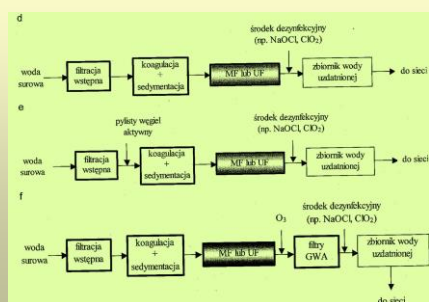 d
środek dezynfekcyjny
(np. NaOCl, ClO₂)
woda
surowa
filtracja
wstępna
koagulacja
+
sedymentacja
MF lub UF
zbiornik wody
uzdatnionej
do sieci
e
pylisty węgiel
aktywny
środek dezynfekcyjny
(np. NaOCl, ClO₂)
woda
surowa
filtracja
wstępna
koagulacja
+
sedymentacja
MF lub UF
zbiornik wody
uzdatnionej
do sieci
f
środek dezynfekcyjny
(np. NaOCl, ClO₂)
O₃
woda
surowa
filtracja
wstępna
koagulacja
+
sedymentacja
MF lub UF
filtry
GWA
zbiornik wody
uzdatnionej
do sieci